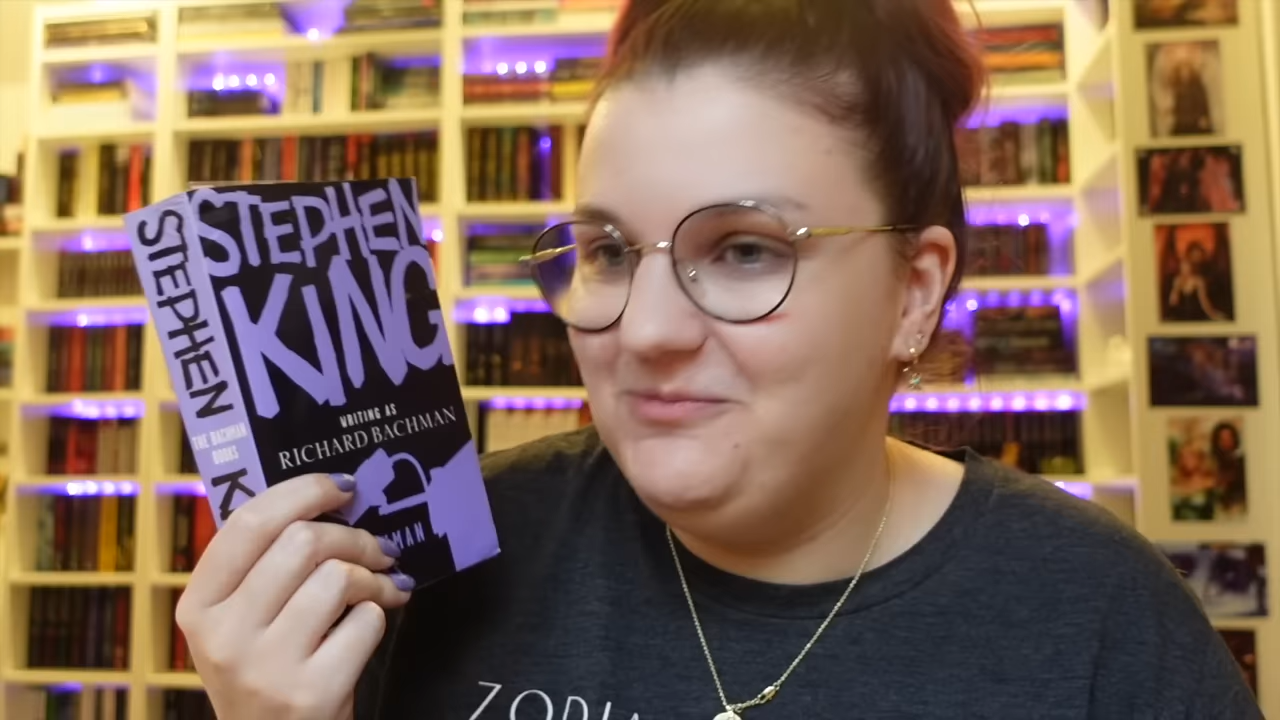 STEPHEN
KING
WRITING AS
RICHARD BACHMAN
STEPHEN
THE BACHMAN
BOOKS